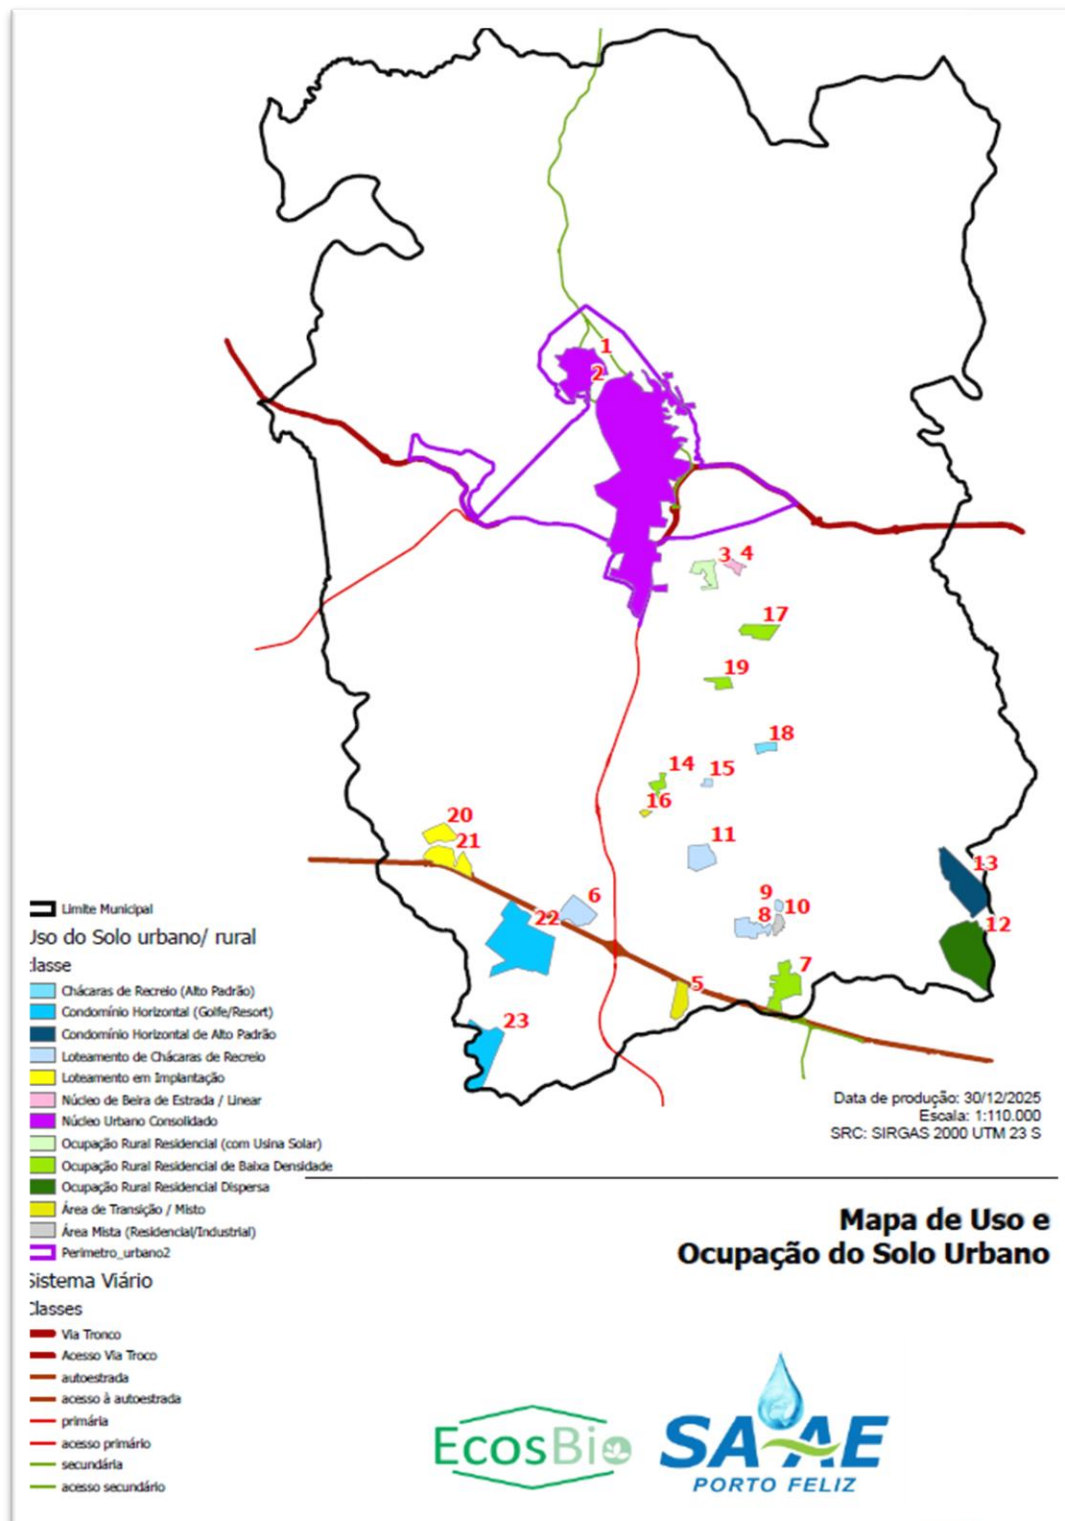 1
2
3 4
17
19
18
14
15
16
20
21
11
13
6
9
10
8
22
12
7
5
23
Limite Municipal
Uso do Solo urbano/ rural
classe
Chácaras de Recreio (Alto Padrão)
Condomínio Horizontal (Golfe/Resort)
Condomínio Horizontal de Alto Padrão
Loteamento de Chácaras de Recreio
Loteamento em Implantação
Núcleo de Beira de Estrada / Linear
Núcleo Urbano Consolidado
Ocupação Rural Residencial (com Usina Solar)
Ocupação Rural Residencial de Baixa Densidade
Ocupação Rural Residencial Dispersa
Área de Transição / Misto
Área Mista (Residencial/Industrial)
Perimetro_urbano2
Sistema Viário
Classes
Via Tronco
Acesso Via Troco
autoestrada
acesso à autoestrada
primária
acesso primário
secundária
acesso secundário
Data de produção: 30/12/2025
Escala: 1:110.000
SRC: SIRGAS 2000 UTM 23 S
Mapa de Uso e
Ocupação do Solo Urbano
EcosBio
SAAE
PORTO FELIZ